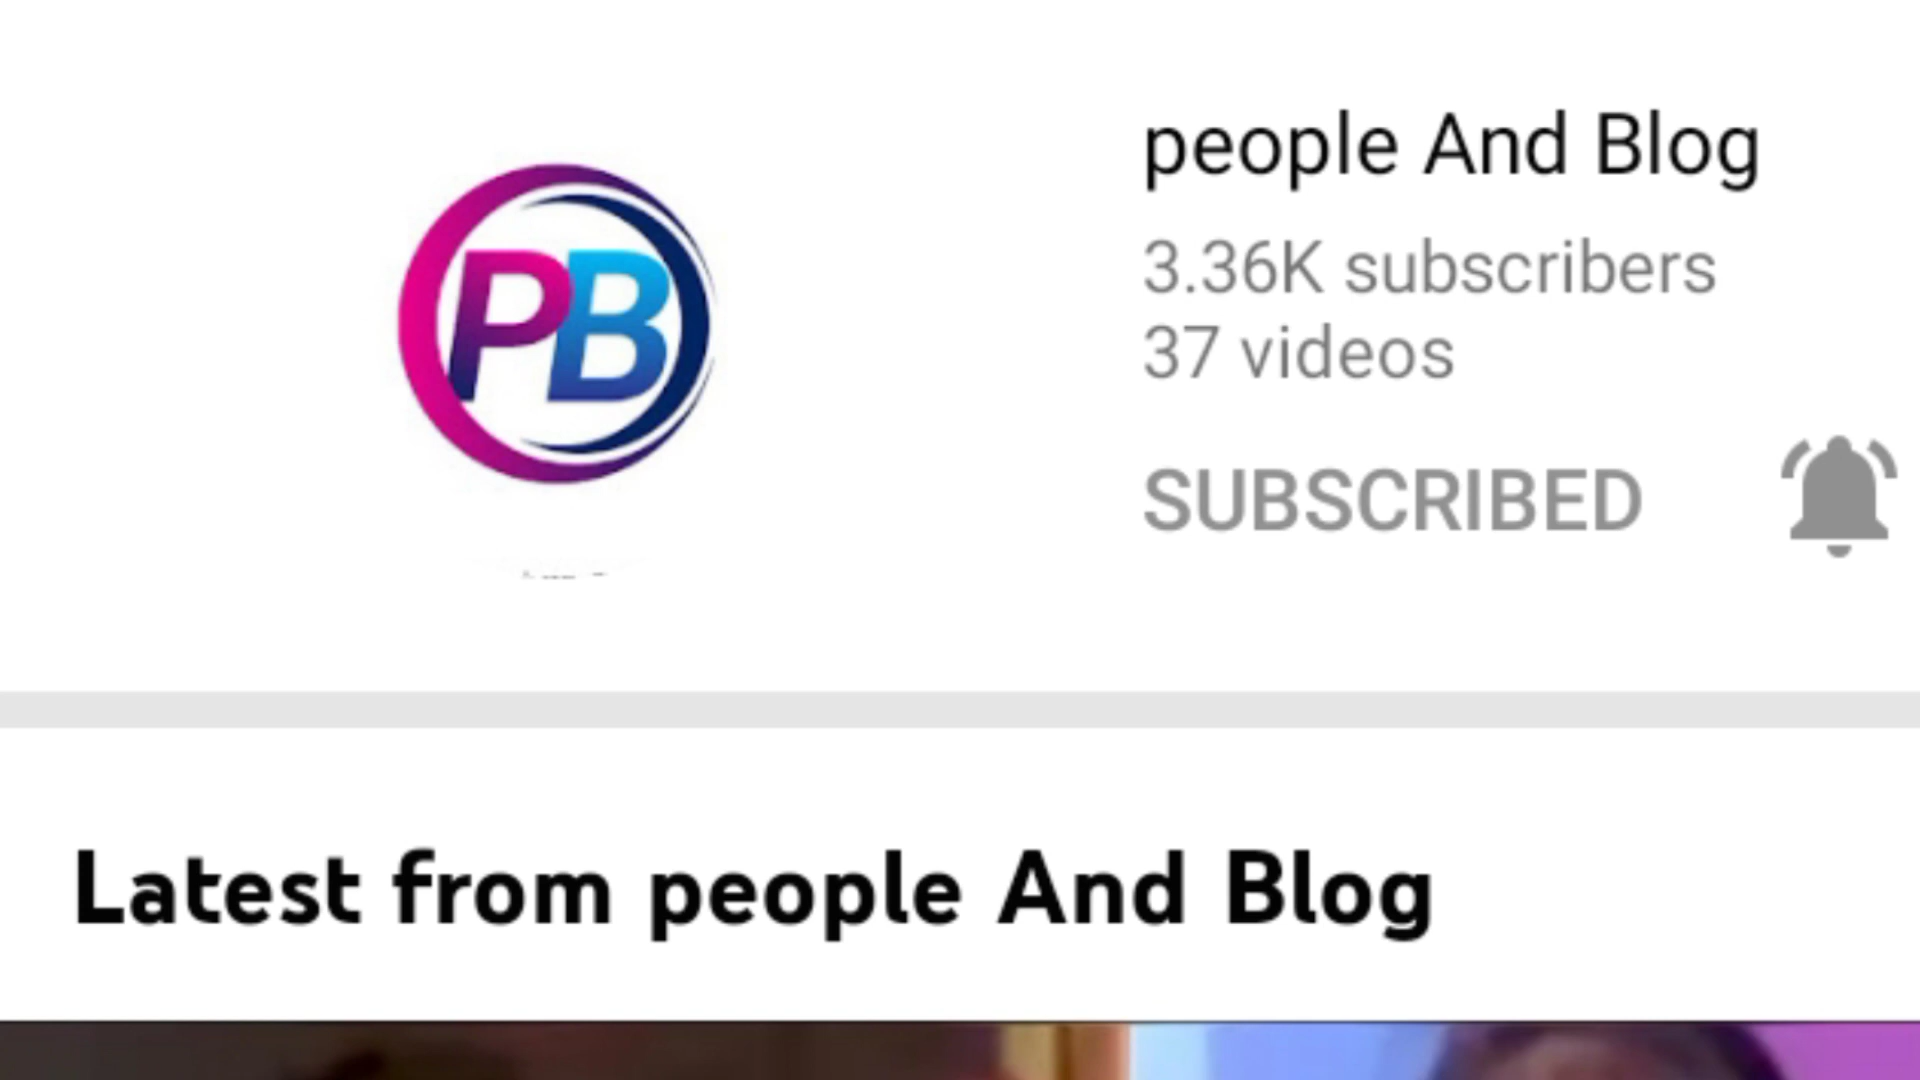 PB
people And Blog
3.36K subscribers
37 videos
SUBSCRIBED
Latest from people And Blog